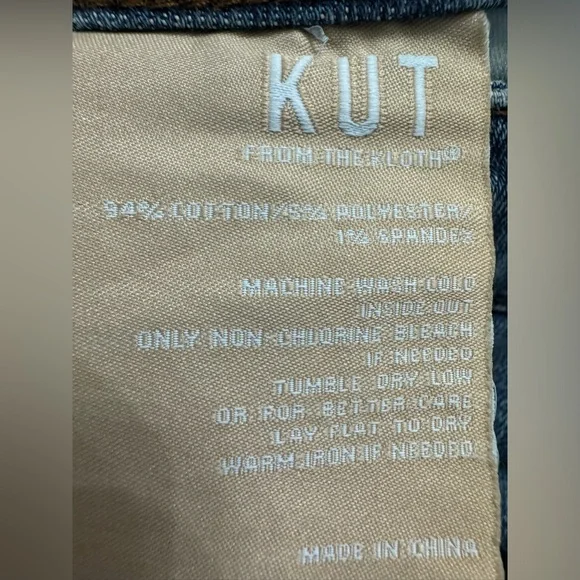 KUT
FROM THE KLOTH®
94% COTTON/5% POLYESTER/
1% SPANDEX
MACHINE WASH COLD
INSIDE OUT
ONLY NON-CHLORINE BLEACH
IF NEEDED
TUMBLE DRY LOW
OR FOR BETTER CARE
LAY FLAT TO DRY
WARM IRON IF NEEDED
MADE IN CHINA